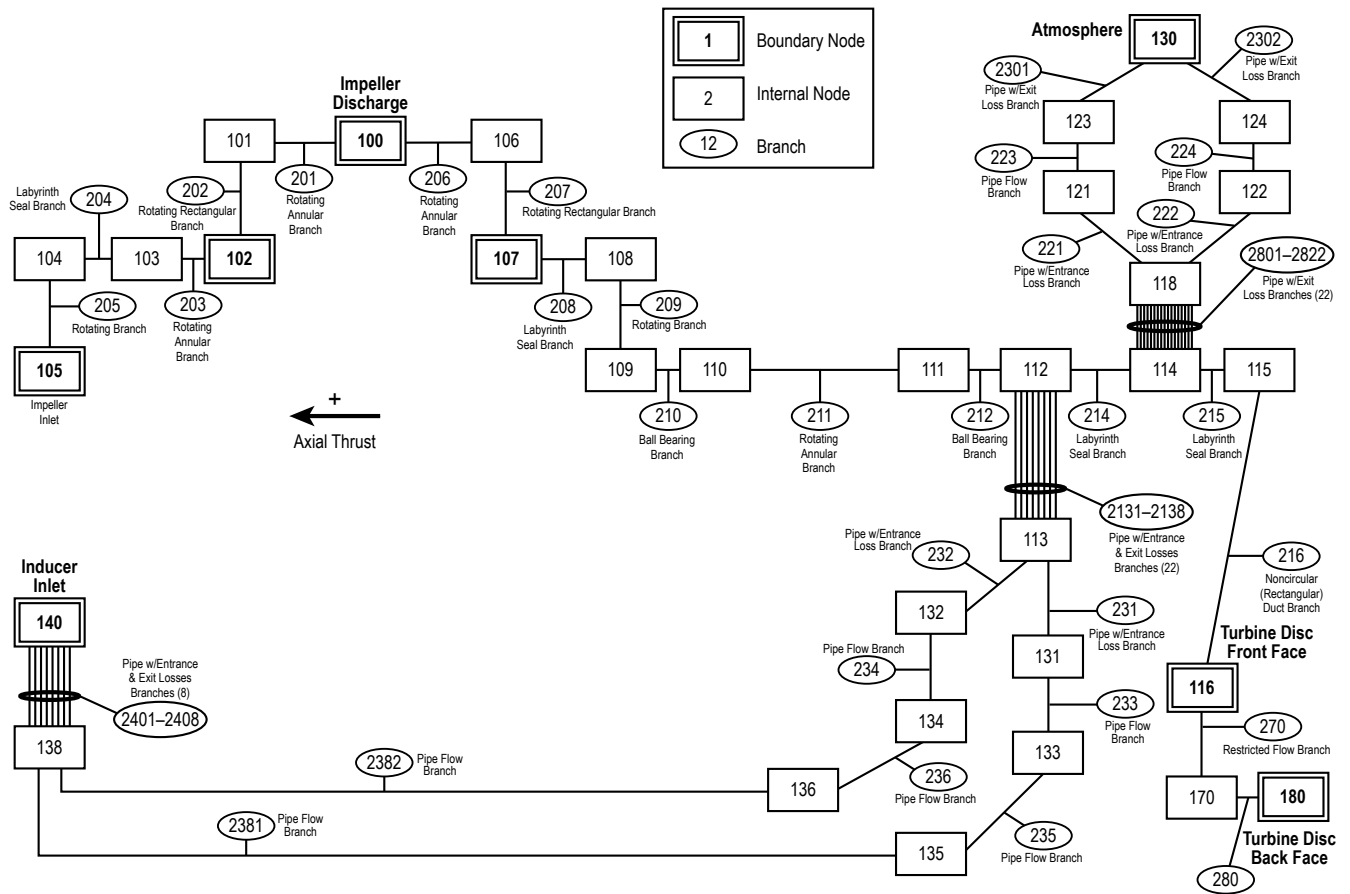 1
Boundary Node
2
Internal Node
12
Branch
Atmosphere
130
2301
Pipe w/Exit
Loss Branch
2302
Pipe w/Exit
Loss Branch
123
124
223
Pipe Flow
Branch
224
Pipe Flow
Branch
121
122
221
Pipe w/Entrance
Loss Branch
222
Pipe w/Entrance
Loss Branch
118
2801–2822
Pipe w/Exit
Loss Branches (22)
Impeller
Discharge
100
101
106
201
Rotating
Annular
Branch
206
Rotating
Annular
Branch
202
Rotating Rectangular
Branch
207
Rotating Rectangular Branch
Labyrinth
Seal Branch
204
104
103
102
107
108
205
Rotating Branch
203
Rotating
Annular
Branch
208
Labyrinth
Seal Branch
209
Rotating Branch
105
Impeller
Inlet
+
Axial Thrust
109
110
111
112
114
115
210
Ball Bearing
Branch
211
Rotating
Annular
Branch
212
Ball Bearing
Branch
214
Labyrinth
Seal Branch
215
Labyrinth
Seal Branch
2131–2138
Pipe w/Entrance
& Exit Losses
Branches (22)
113
Pipe w/Entrance
Loss Branch
232
216
Noncircular
(Rectangular)
Duct Branch
132
231
Pipe w/Entrance
Loss Branch
Pipe Flow Branch
234
131
Turbine Disc
Front Face
116
134
233
Pipe Flow
Branch
270
Restricted Flow Branch
133
236
Pipe Flow Branch
136
170
180
Turbine Disc
Back Face
280
235
Pipe Flow Branch
135
Inducer
Inlet
140
Pipe w/Entrance
& Exit Losses
Branches (8)
2401–2408
138
2382
Pipe Flow
Branch
2381
Pipe Flow
Branch